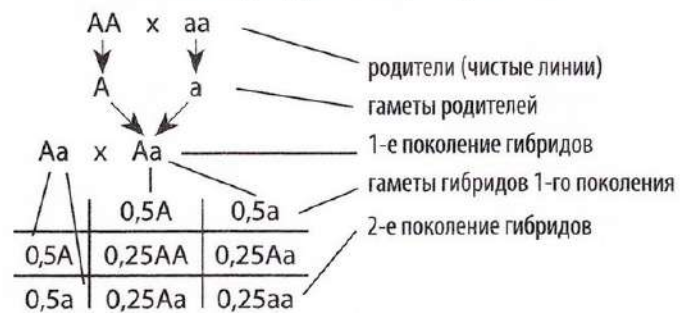 AA x aa
родители (чистые линии)
A a
гаметы родителей
Aa x Aa
1-е поколение гибридов
гаметы гибридов 1-го поколения
0,5A 0,5a
2-е поколение гибридов
0,5A 0,25AA 0,25Aa
0,5a 0,25Aa 0,25aa